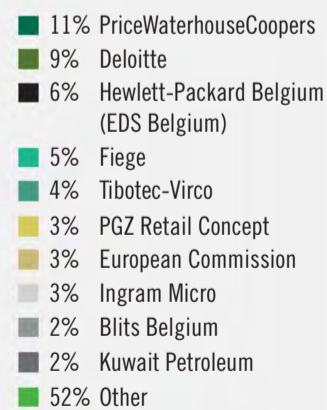 11% PriceWaterhouseCoopers
9% Deloitte
6% Hewlett-Packard Belgium
(EDS Belgium)
5% Fiege
4% Tibotec-Virco
3% PGZ Retail Concept
3% European Commission
3% Ingram Micro
2% Blits Belgium
2% Kuwait Petroleum
52% Other